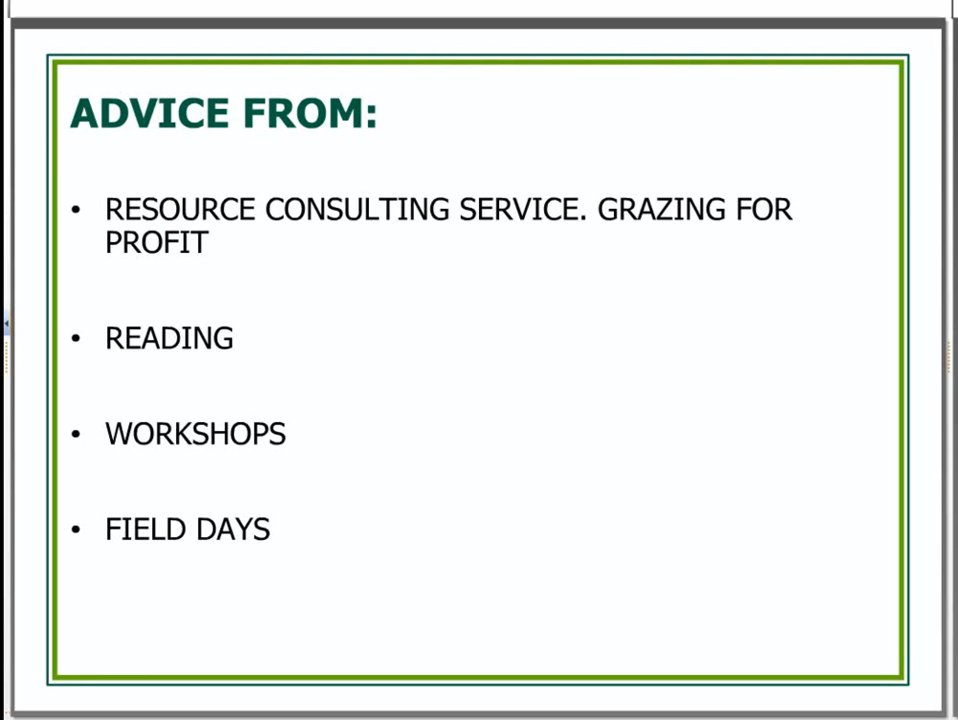 ADVICE FROM:
• RESOURCE CONSULTING SERVICE. GRAZING FOR
PROFIT
• READING
• WORKSHOPS
• FIELD DAYS